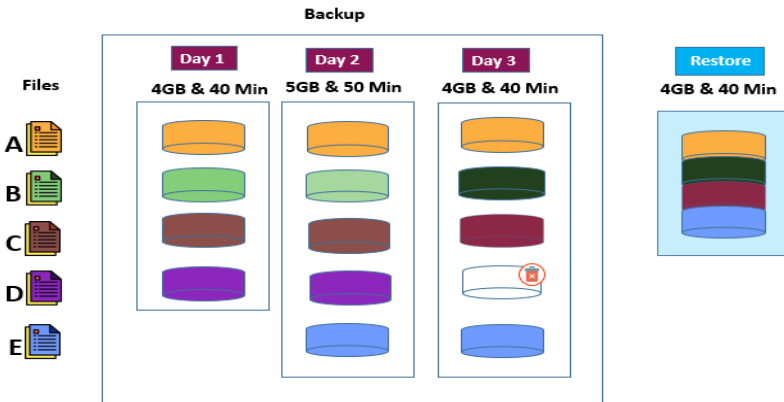 Backup
Day 1
Day 2
Day 3
Restore
Files
4GB & 40 Min
5GB & 50 Min
4GB & 40 Min
4GB & 40 Min
A
B
C
D
E